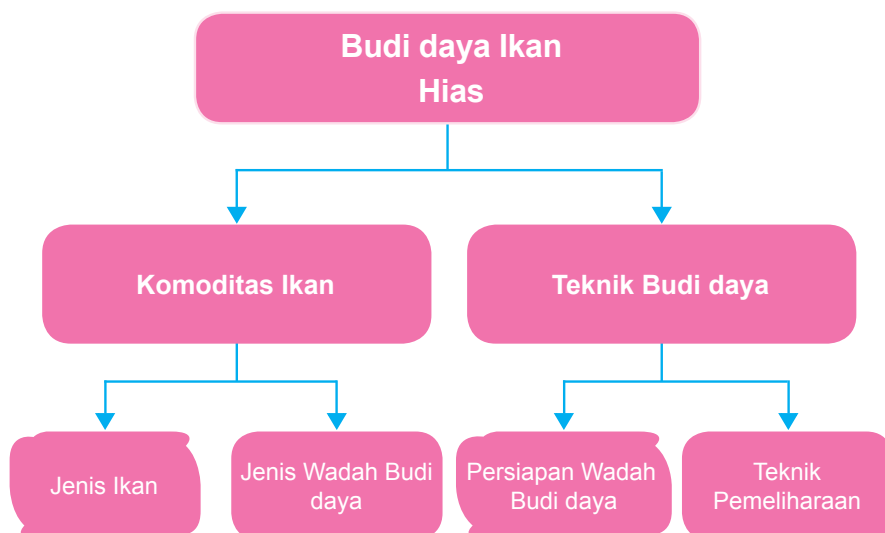 Budi daya Ikan
Hias
Komoditas Ikan
Teknik Budi daya
Jenis Ikan
Jenis Wadah Budi
daya
Persiapan Wadah
Budi daya
Teknik
Pemeliharaan